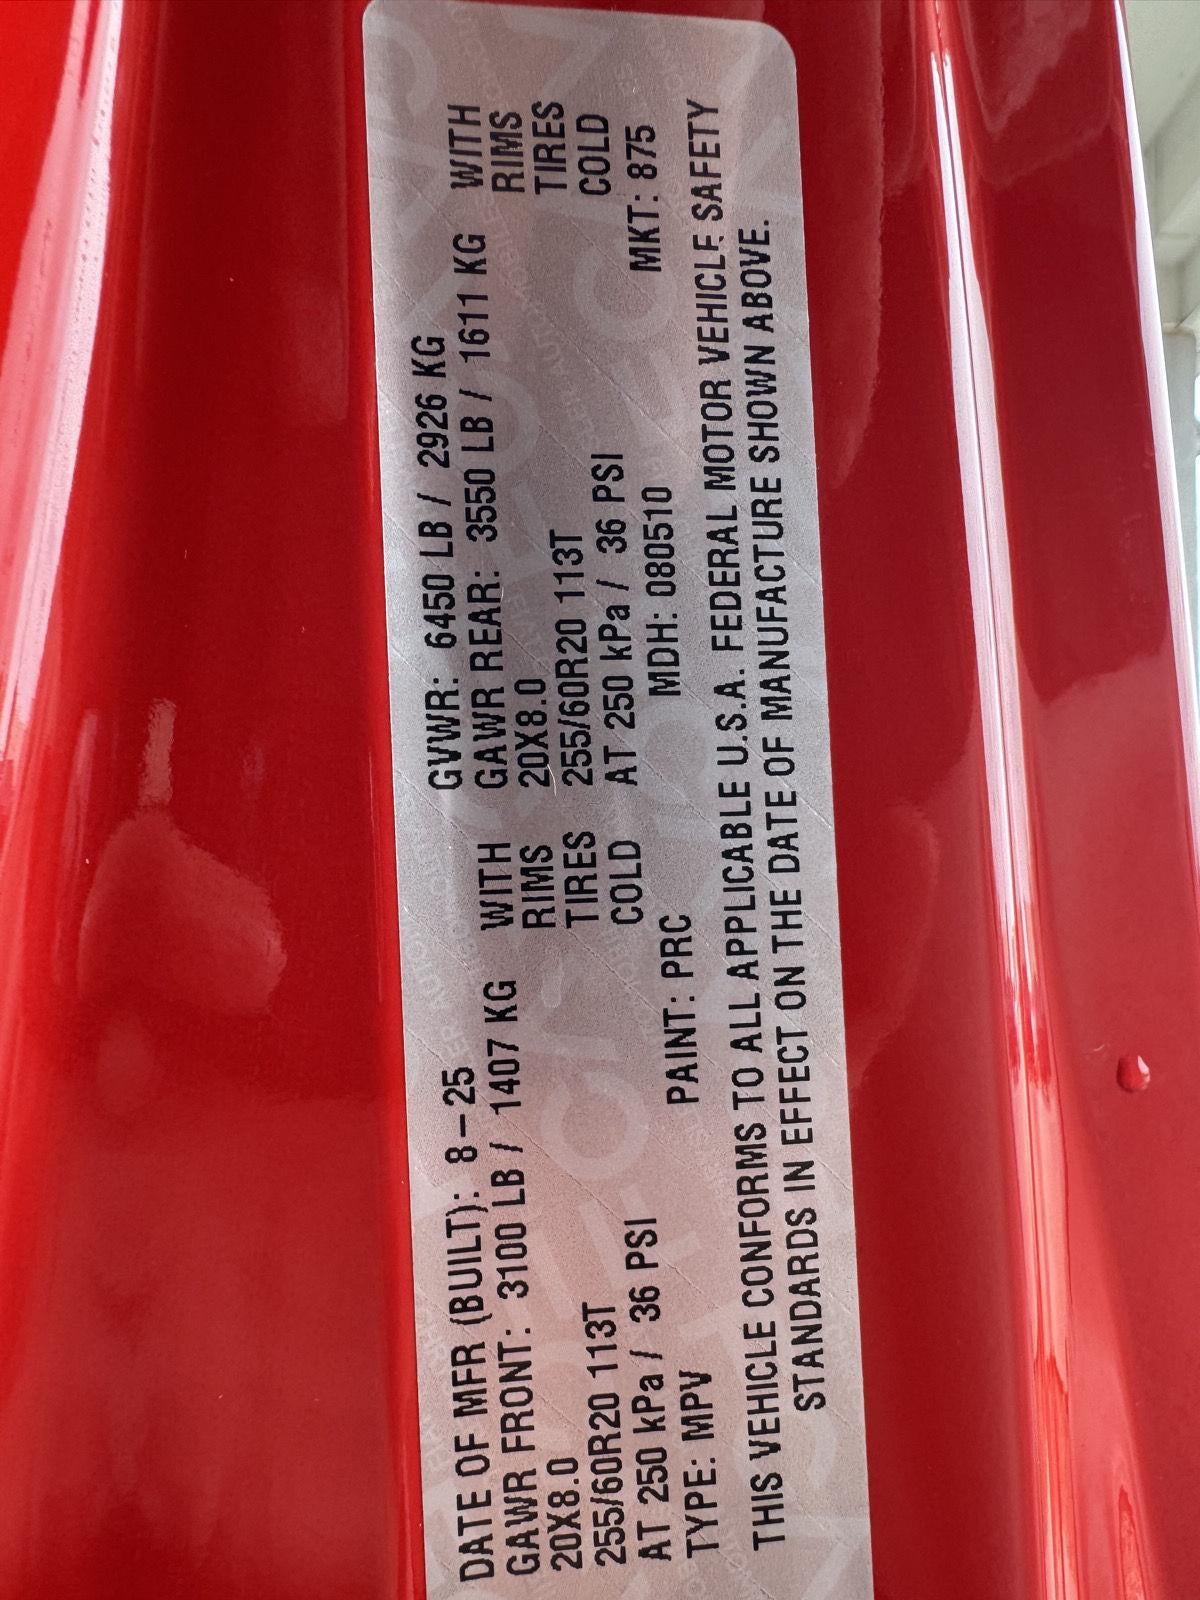 DATE OF MFR (BUILT): 8-25 GVWR: 6450 LB / 2926 KG
GAWR FRONT: 3100 LB / 1407 KG WITH GAWR REAR: 3550 LB / 1611 KG WITH
20X8.0 RIMS 20X8.0 RIMS
255/60R20 113T TIRES 255/60R20 113T TIRES
AT 250 kPa / 36 PSI COLD AT 250 kPa / 36 PSI COLD
TYPE: MPV PAINT: PRC MDH: 080510 MKT: 875
THIS VEHICLE CONFORMS TO ALL APPLICABLE U.S.A. FEDERAL MOTOR VEHICLE SAFETY
STANDARDS IN EFFECT ON THE DATE OF MANUFACTURE SHOWN ABOVE.